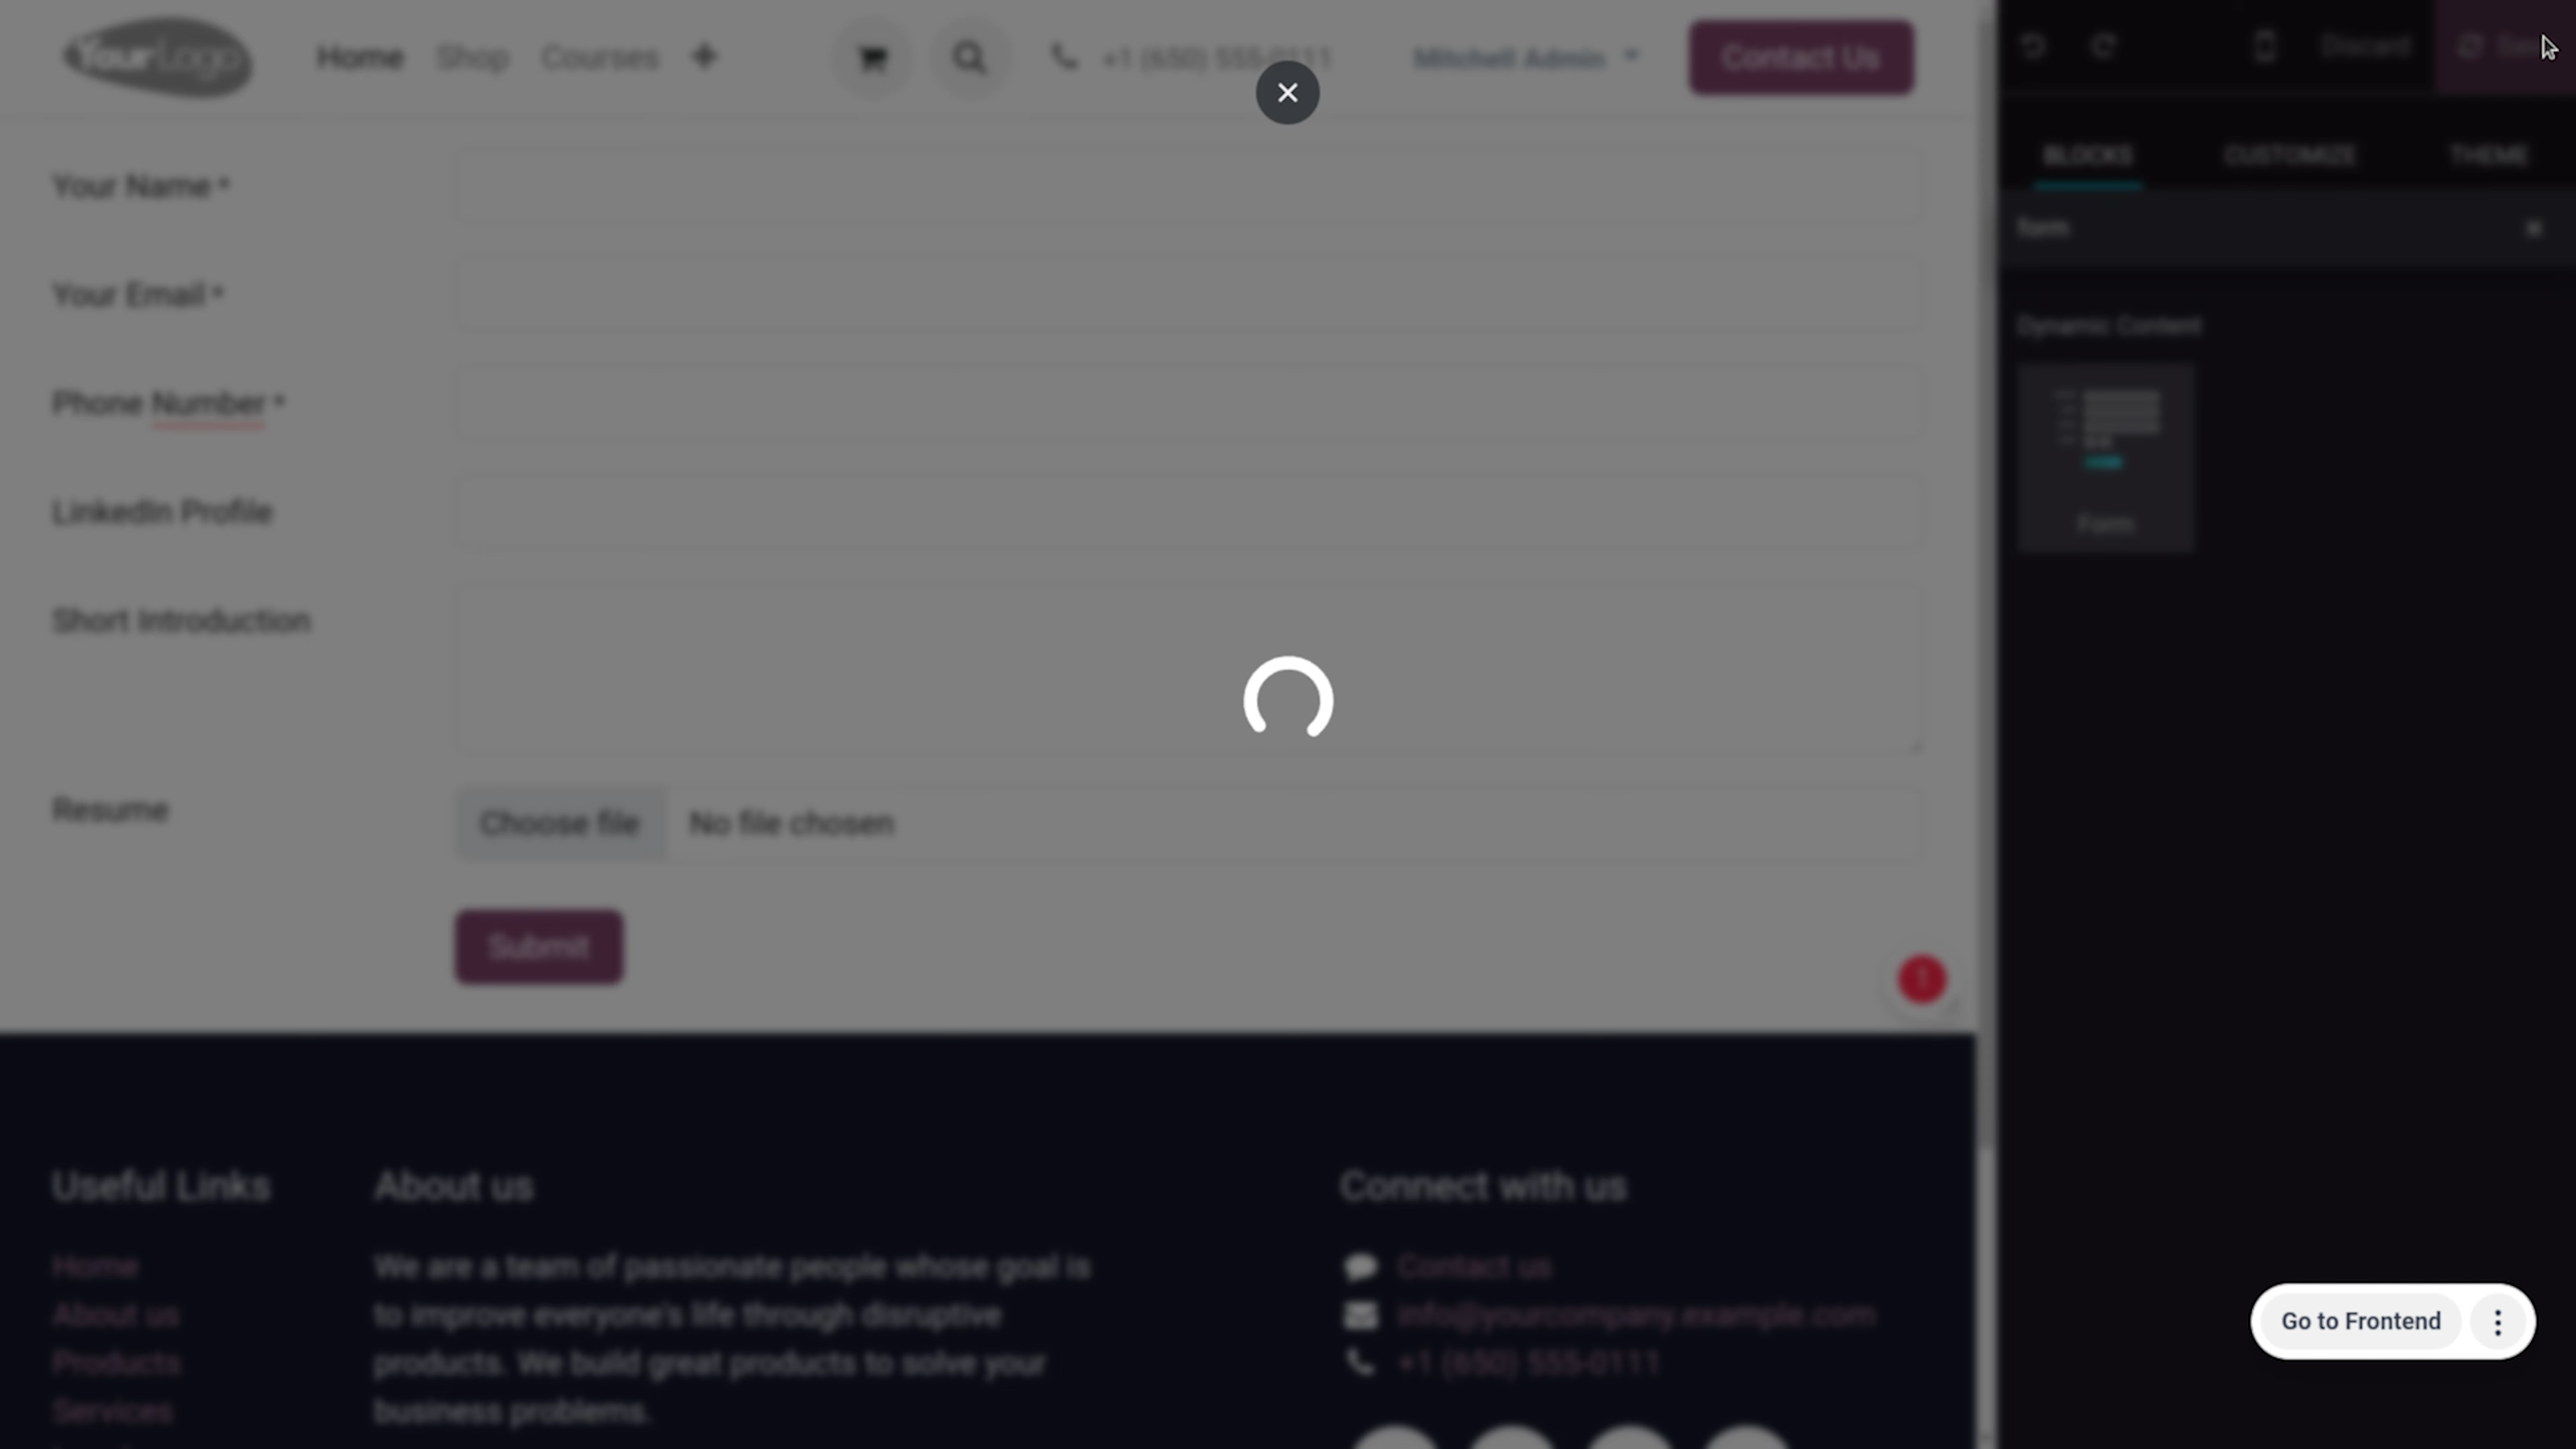 YourLogo
Home Shop Courses +1 (650) 555-0111 Mitchell Admin Contact Us
Discard
BLOCKS CUSTOMIZE THEME
form
Dynamic Content
Form
Your Name *
Your Email *
Phone Number *
LinkedIn Profile
Short Introduction
Resume
Choose file No file chosen
Submit
Useful Links
Home
About us
Products
Services
About us
We are a team of passionate people whose goal is
to improve everyone's life through disruptive
products. We build great products to solve your
business problems.
Connect with us
Contact us
info@yourcompany.example.com
+1 (650) 555-0111
Go to Frontend